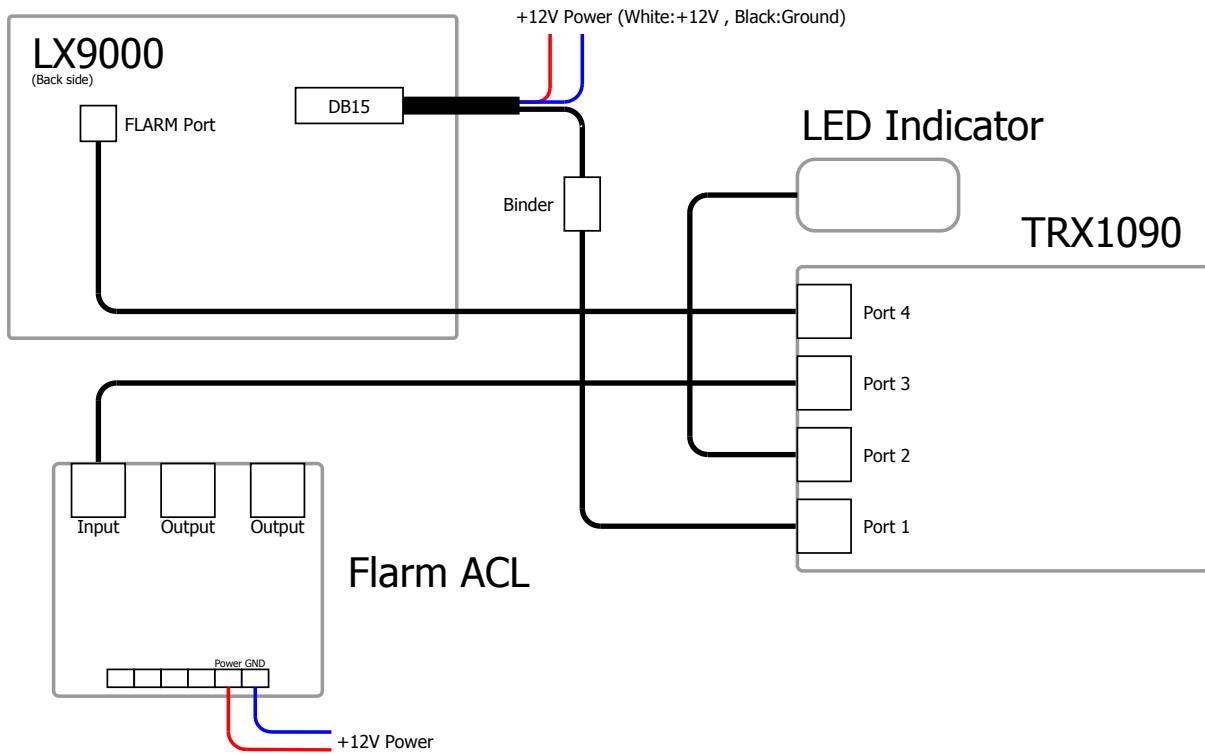 +12V Power (White:+12V , Black:Ground)
LX9000
(Back side)
DB15
FLARM Port
LED Indicator
Binder
TRX1090
Port 4
Port 3
Port 2
Port 1
Input
Output
Output
Flarm ACL
Power GND
+12V Power